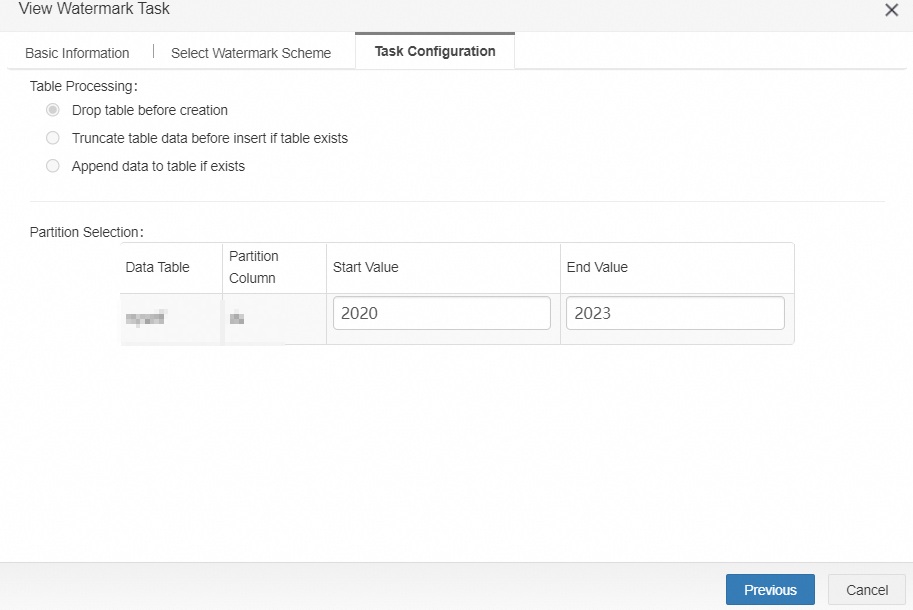 View Watermark Task
Basic Information
Select Watermark Scheme
Task Configuration
Table Processing:
Drop table before creation
Truncate table data before insert if table exists
Append data to table if exists
Partition Selection:
Data Table
Partition
Column
Start Value
End Value
2020
2023
Previous
Cancel